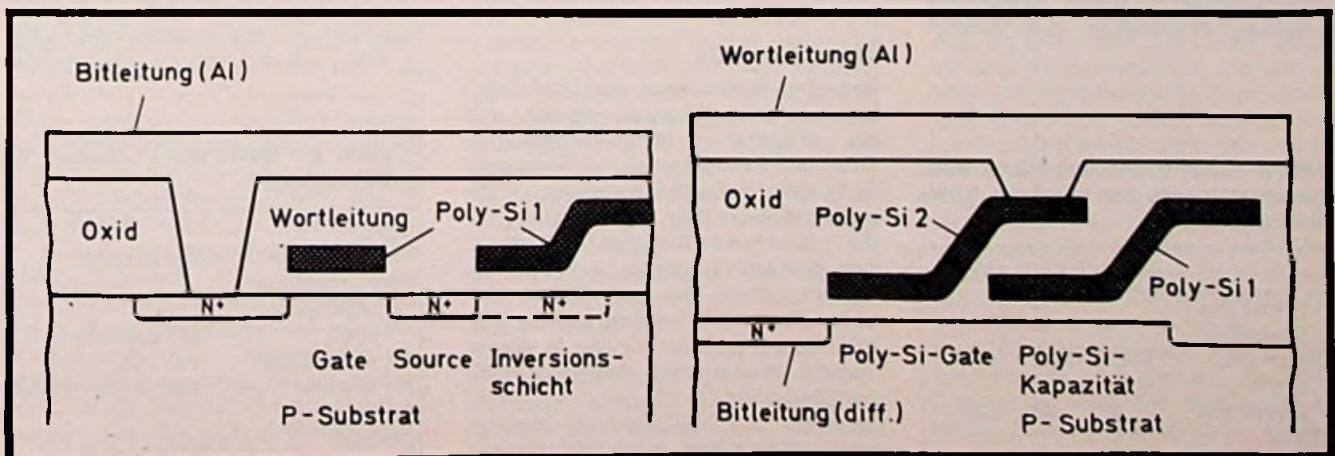 Bitleitung (Al)
Oxid
Wortleitung
Poly-Si 1
N+
N+
N+
Gate
Source
Inversions-
schicht
P-Substrat
Wortleitung (Al)
Oxid
Poly-Si 2
Poly-Si 1
N+
Poly-Si-Gate
Poly-Si-
Kapazität
Bitleitung (diff.)
P-Substrat